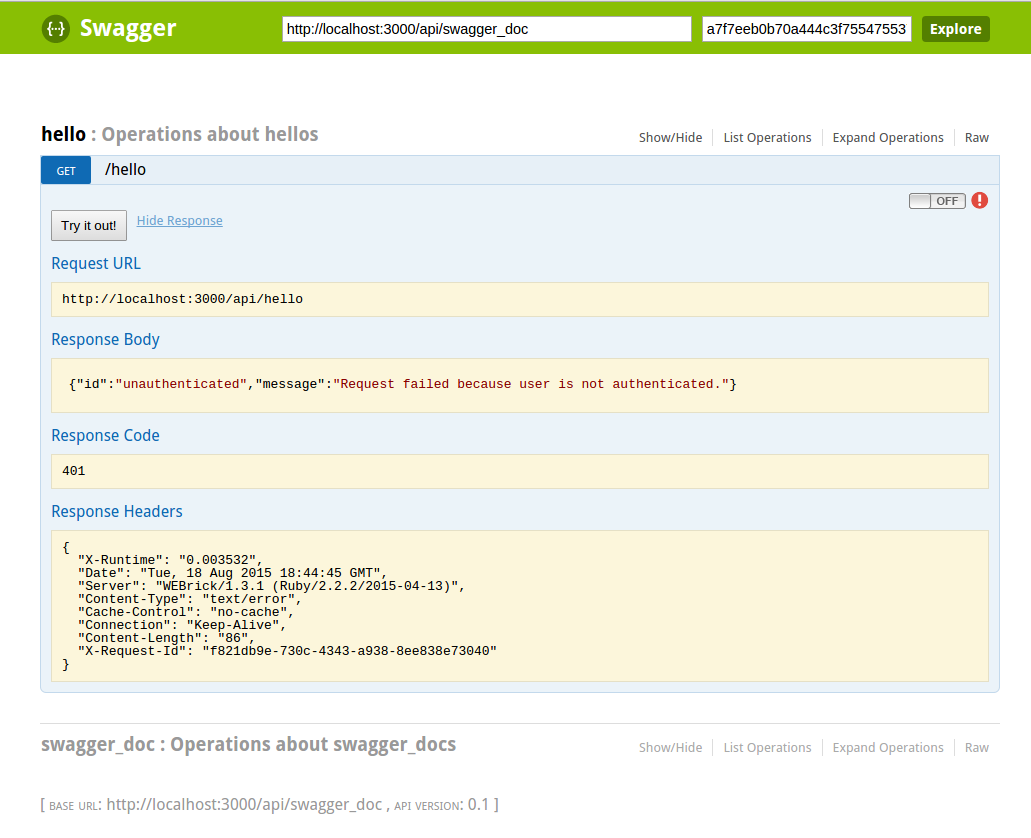 {···} Swagger http://localhost:3000/api/swagger_doc a7f7eeb0b70a444c3f75547553 Explore
hello : Operations about hellos Show/Hide List Operations Expand Operations Raw
GET /hello
OFF !
Try it out! Hide Response
Request URL
http://localhost:3000/api/hello
Response Body
{"id":"unauthenticated","message":"Request failed because user is not authenticated."}
Response Code
401
Response Headers
{
"X-Runtime": "0.003532",
"Date": "Tue, 18 Aug 2015 18:44:45 GMT",
"Server": "WEBrick/1.3.1 (Ruby/2.2.2/2015-04-13)",
"Content-Type": "text/error",
"Cache-Control": "no-cache",
"Connection": "Keep-Alive",
"Content-Length": "86",
"X-Request-Id": "f821db9e-730c-4343-a938-8ee838e73040"
}
swagger_doc : Operations about swagger_docs Show/Hide List Operations Expand Operations Raw
[ BASE URL: http://localhost:3000/api/swagger_doc , API VERSION: 0.1 ]